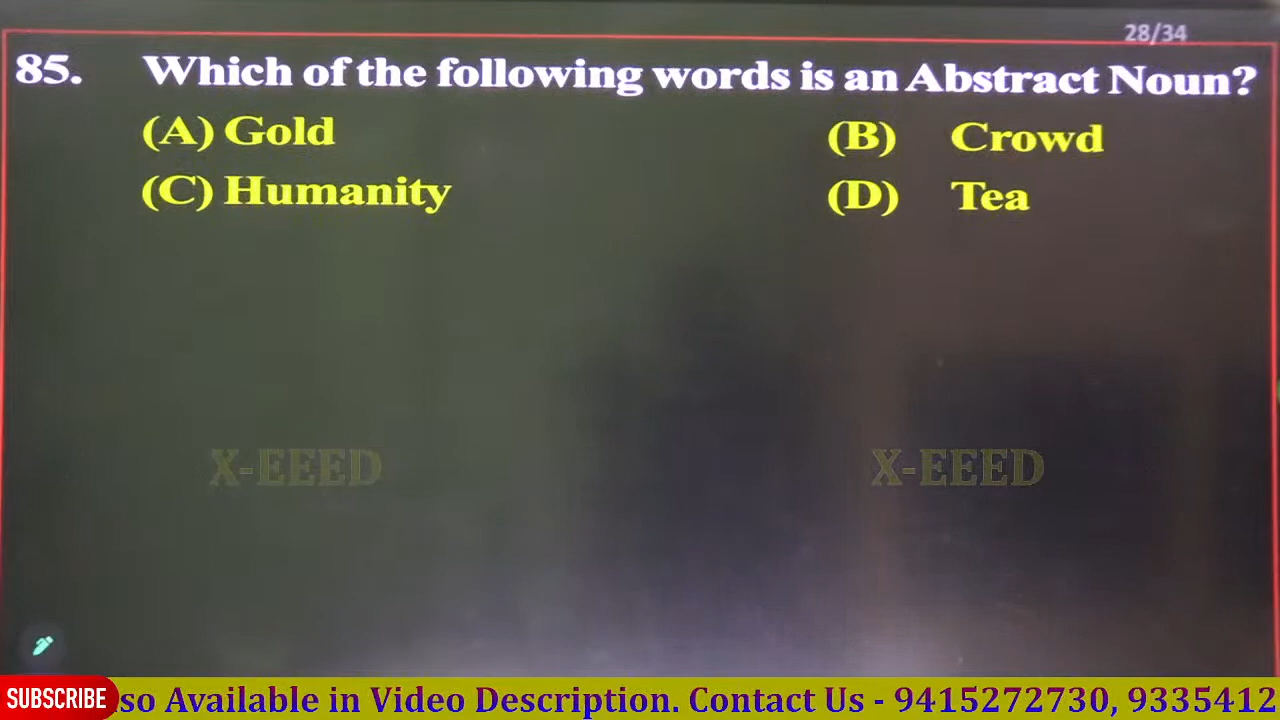 28/34
85. Which of the following words is an Abstract Noun?
(A) Gold (B) Crowd
(C) Humanity (D) Tea
X-EEED X-EEED
SUBSCRIBE so Available in Video Description. Contact Us - 9415272730, 9335412